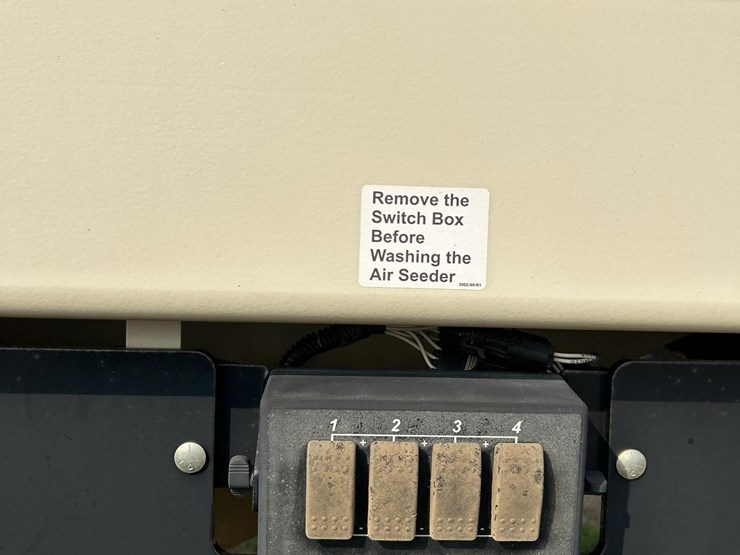 Remove the
Switch Box
Before
Washing the
Air Seeder
1 2 3 4
+ + +
- - -